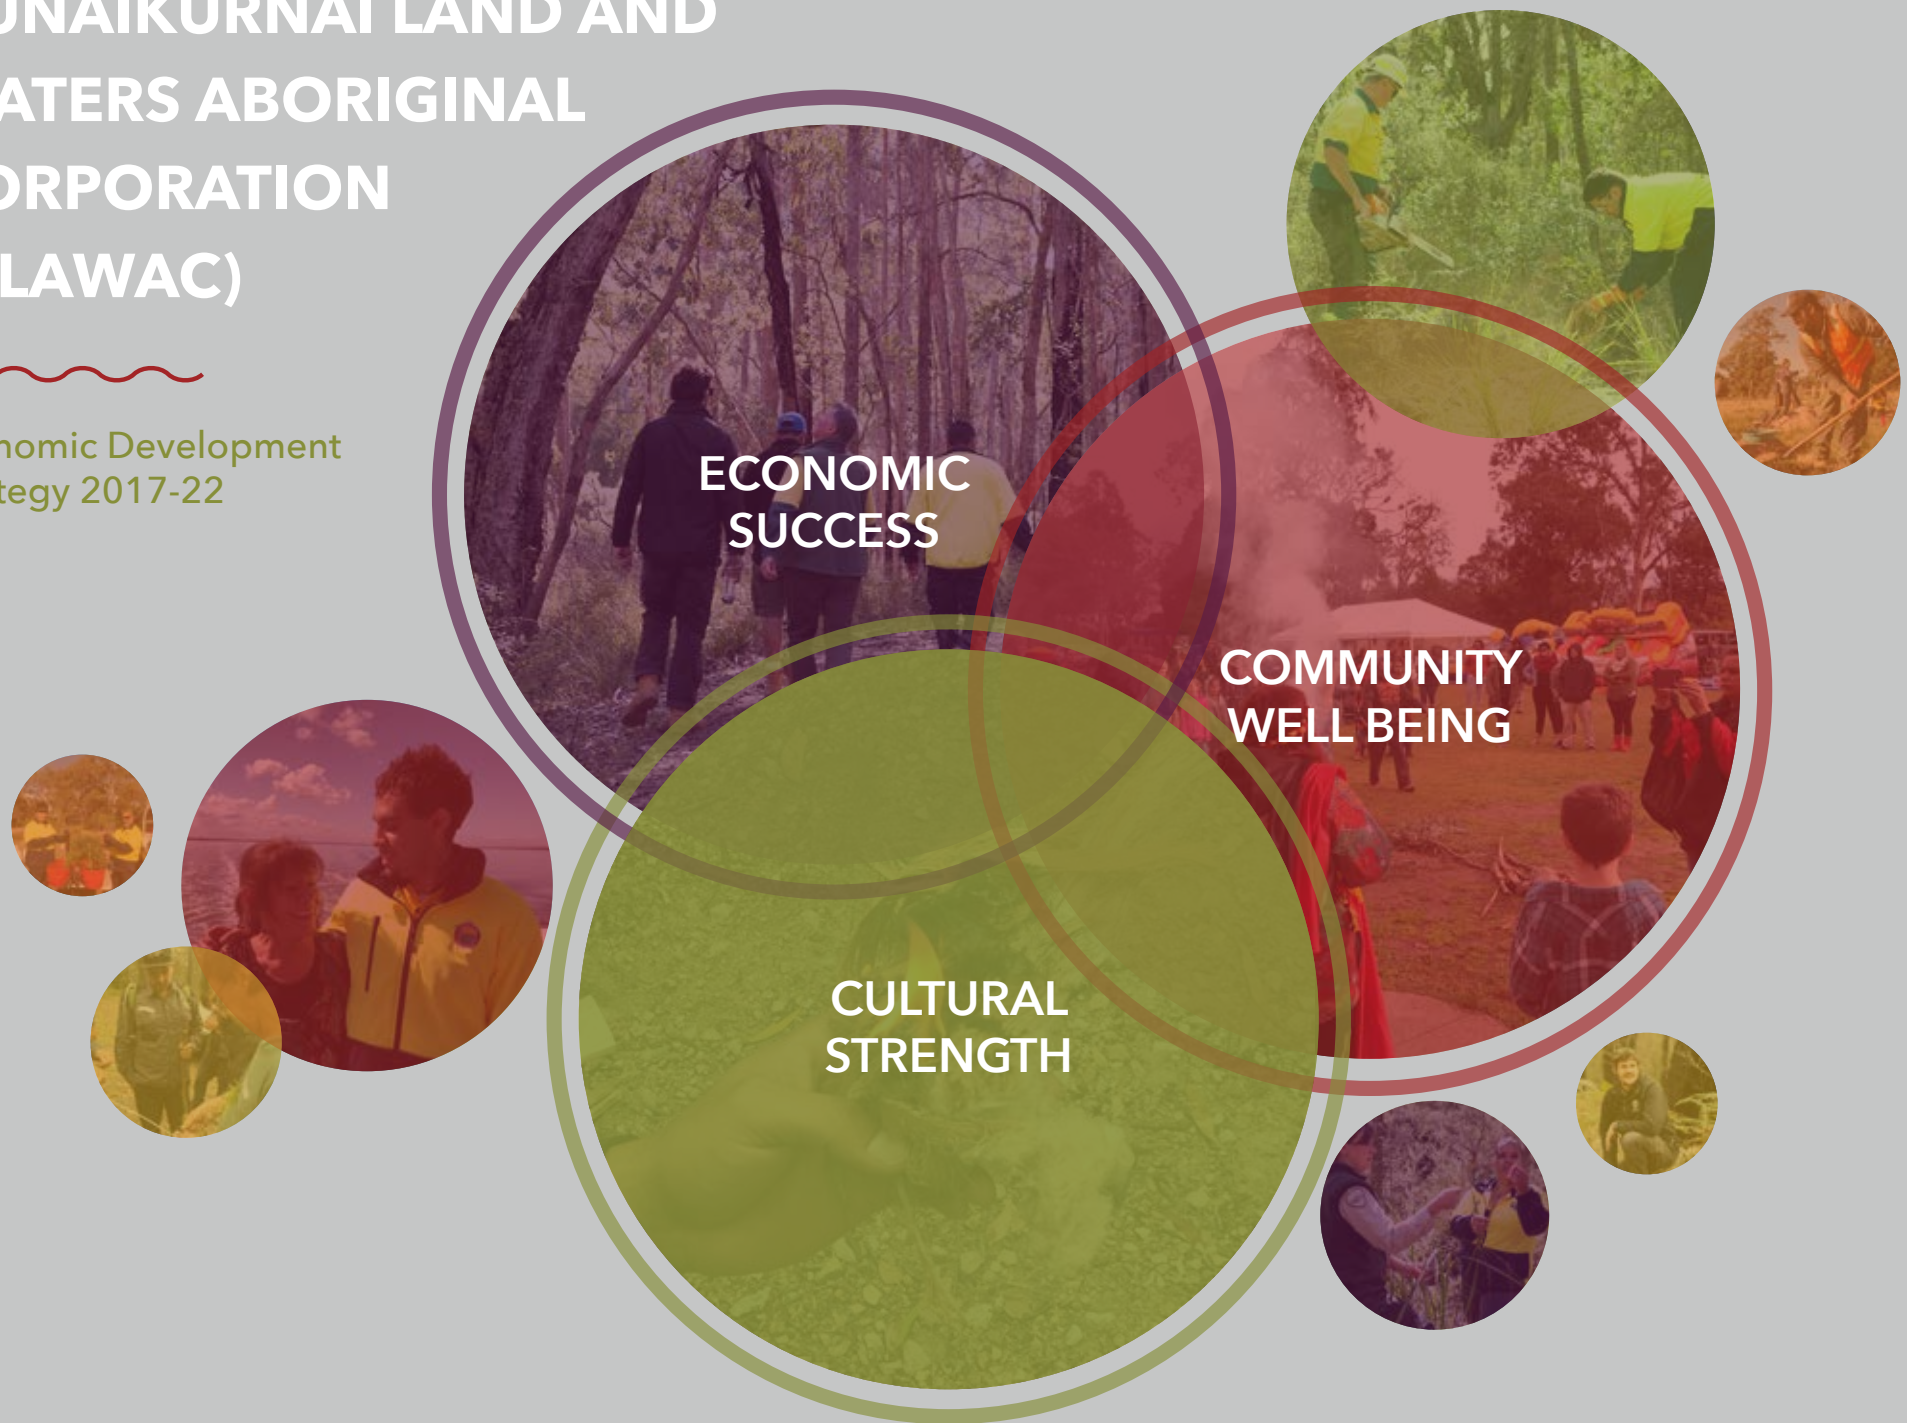 UNAIKURNAI LAND AND
ATERS ABORIGINAL
ORPORATION
LAWAC)
nomic Development
tegy 2017-22
ECONOMIC
SUCCESS
COMMUNITY
WELL BEING
CULTURAL
STRENGTH